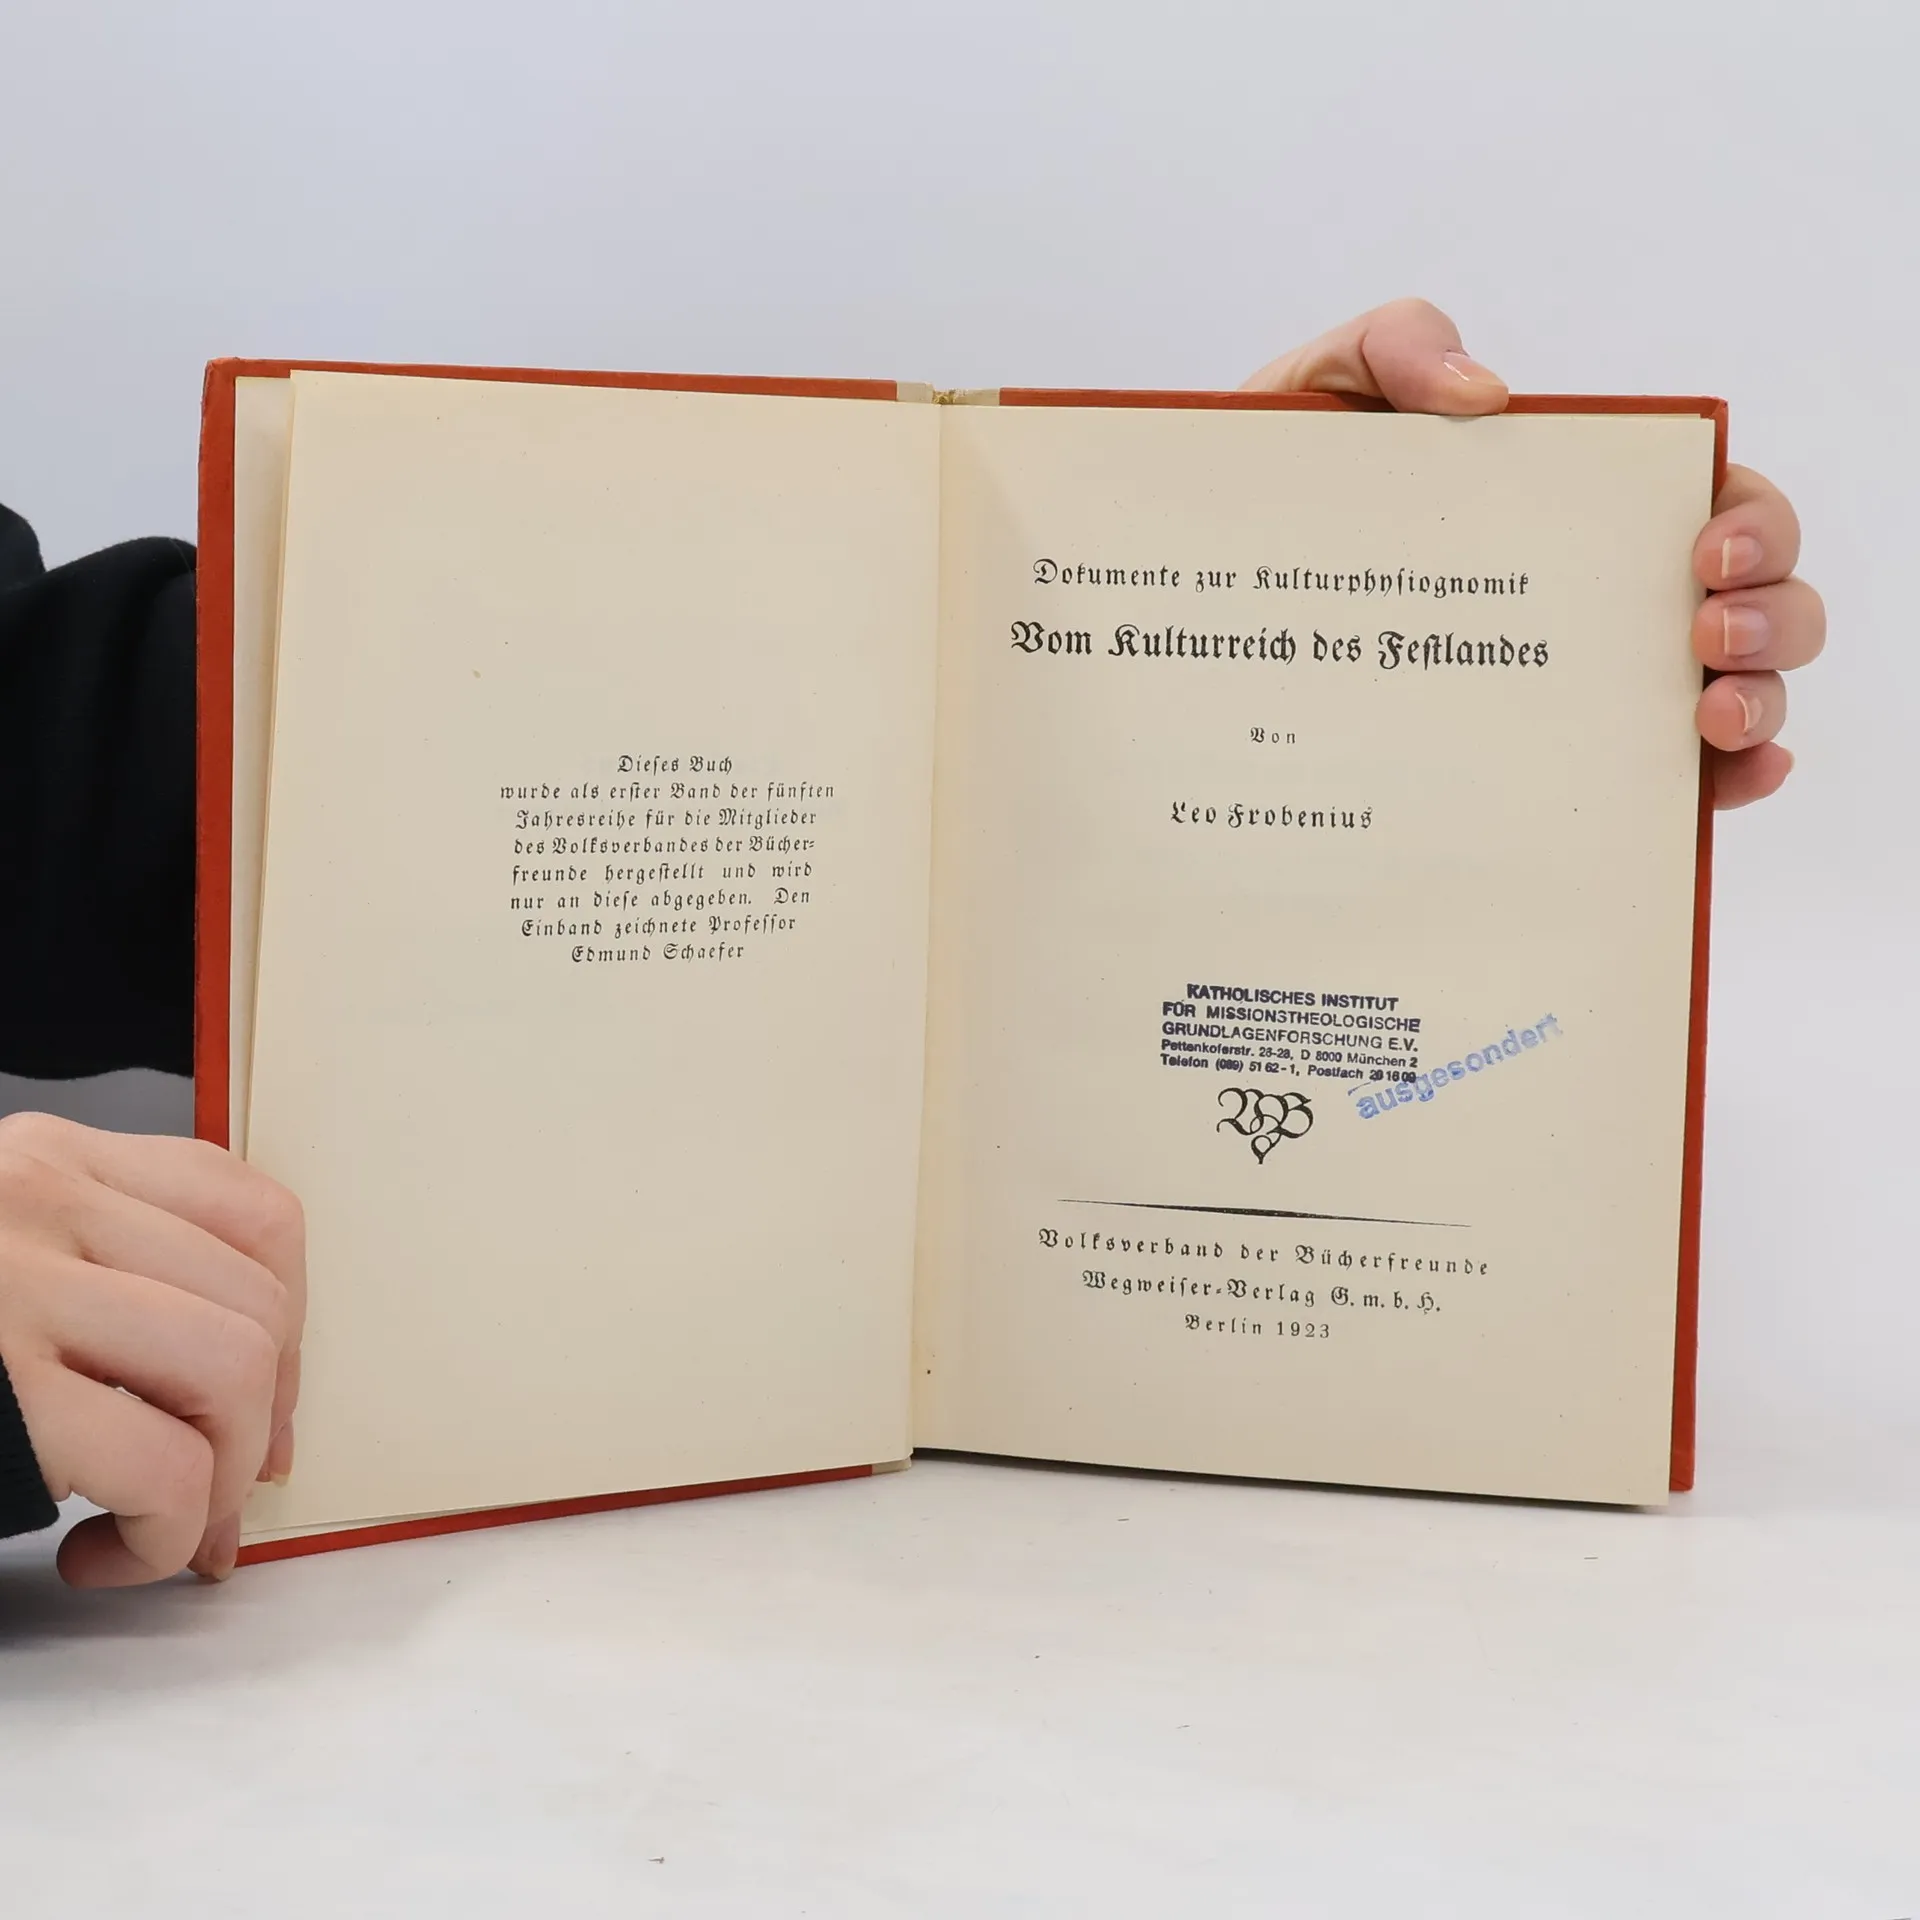 Dieses Buch
wurde als erster Band der fünften
Jahresreihe für die Mitglieder
des Volksverbandes der Bücher-
freunde hergestellt und wird
nur an diese abgegeben. Den
Einband zeichnete Professor
Edmund Schaefer
Dokumente zur Kulturphysiognomik
Vom Kulturreich des Festlandes
Von
Leo Frobenius
KATHOLISCHES INSTITUT
FÜR MISSIONSTHEOLOGISCHE
GRUNDLAGENFORSCHUNG E.V.
Pettenkoferstr. 26-28, D 8000 München 2
Telefon (089) 51 62-1, Postfach
ausgesondert
VB
Volksverband der Bücherfreunde
Wegweiser-Verlag G. m. b. H.
Berlin 1923